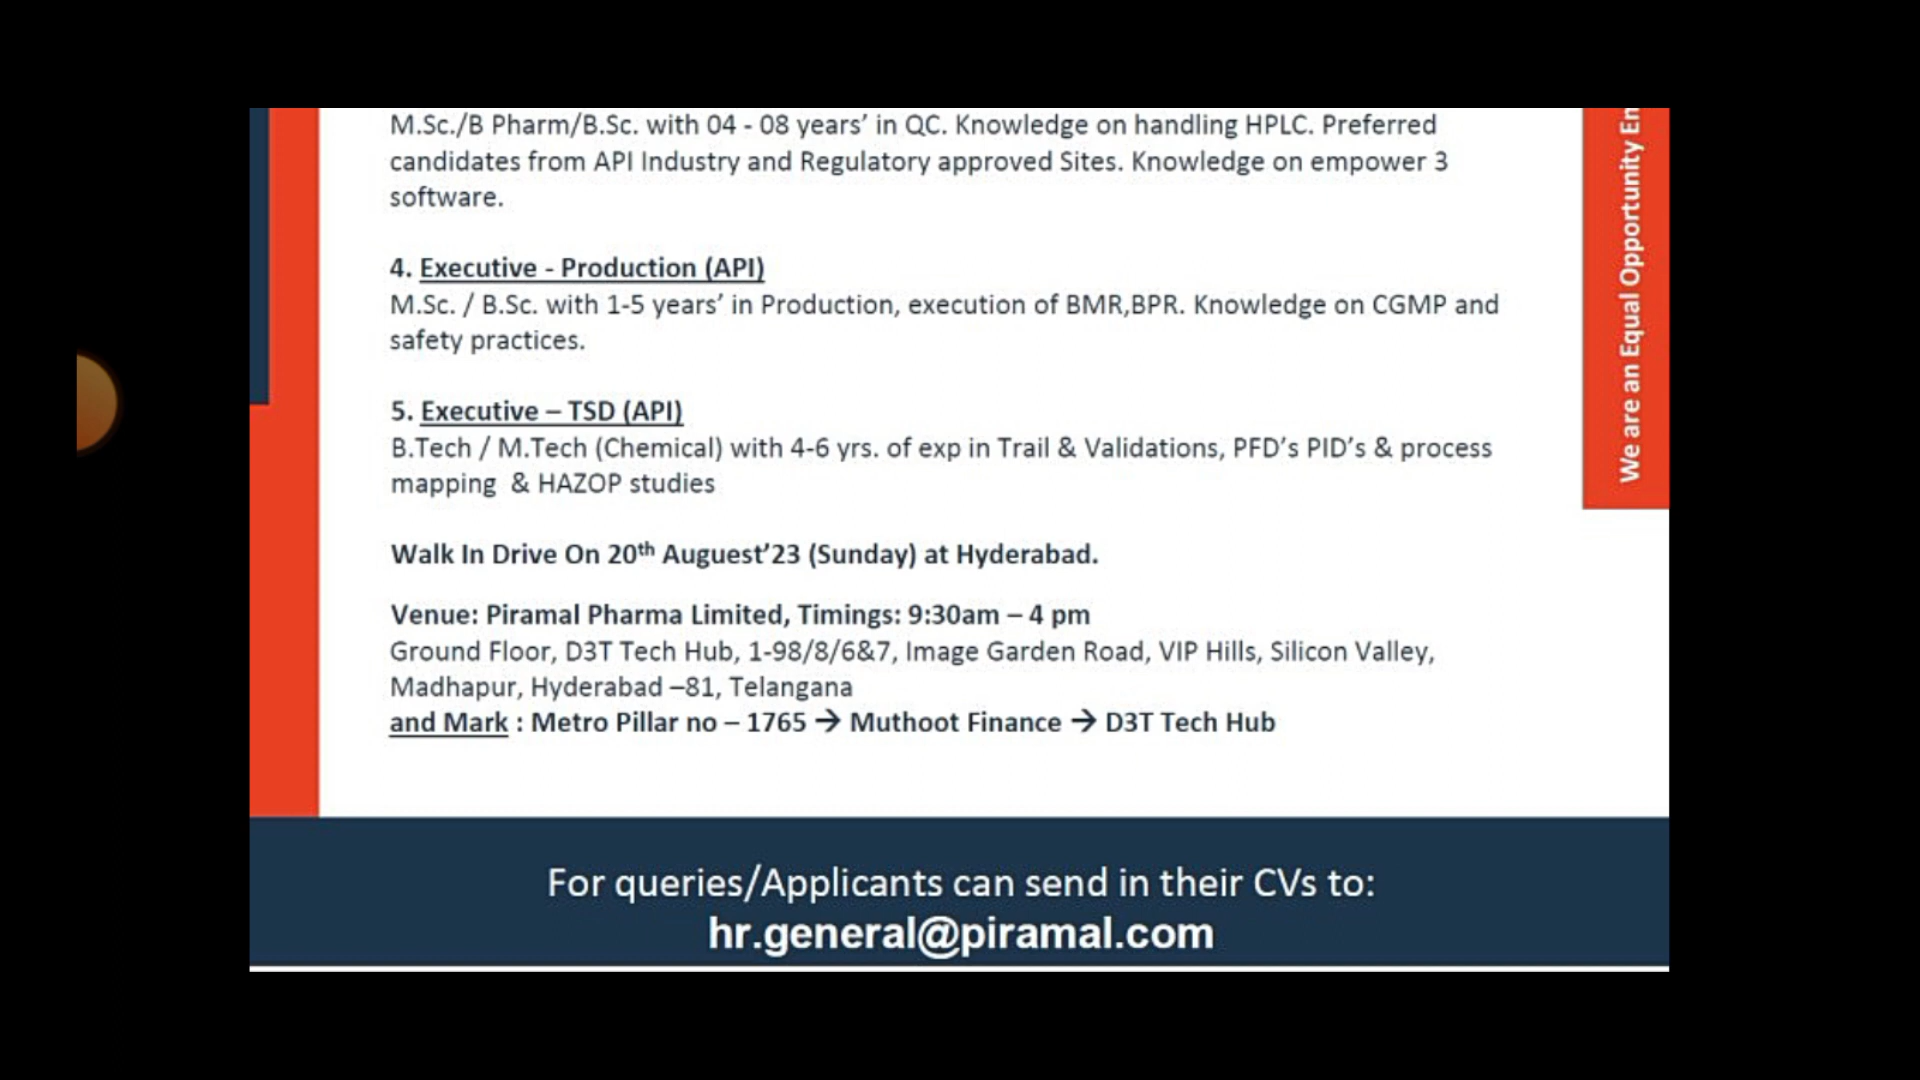 M.Sc./B Pharm/B.Sc. with 04 - 08 years’ in QC. Knowledge on handling HPLC. Preferred
candidates from API Industry and Regulatory approved Sites. Knowledge on empower 3
software.
4. Executive - Production (API)
M.Sc. / B.Sc. with 1-5 years’ in Production, execution of BMR,BPR. Knowledge on CGMP and
safety practices.
5. Executive – TSD (API)
B.Tech / M.Tech (Chemical) with 4-6 yrs. of exp in Trail & Validations, PFD’s PID’s & process
mapping & HAZOP studies
Walk In Drive On 20th Auguest’23 (Sunday) at Hyderabad.
Venue: Piramal Pharma Limited, Timings: 9:30am – 4 pm
Ground Floor, D3T Tech Hub, 1-98/8/6&7, Image Garden Road, VIP Hills, Silicon Valley,
Madhapur, Hyderabad –81, Telangana
and Mark : Metro Pillar no – 1765 → Muthoot Finance → D3T Tech Hub
For queries/Applicants can send in their CVs to:
hr.general@piramal.com
We are an Equal Opportunity En